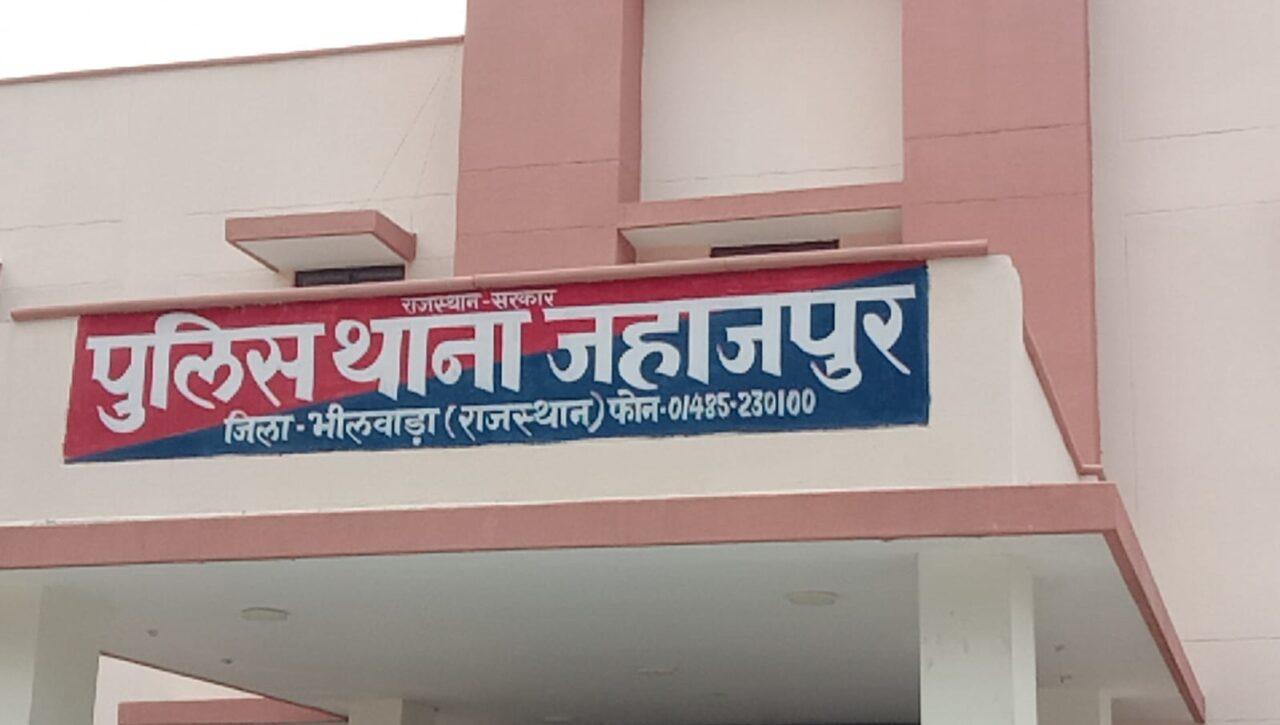 राजस्थान-सरकार
पुलिस थाना जहाजपुर
जिला-भीलवाड़ा (राजस्थान) फोन-01485-230100